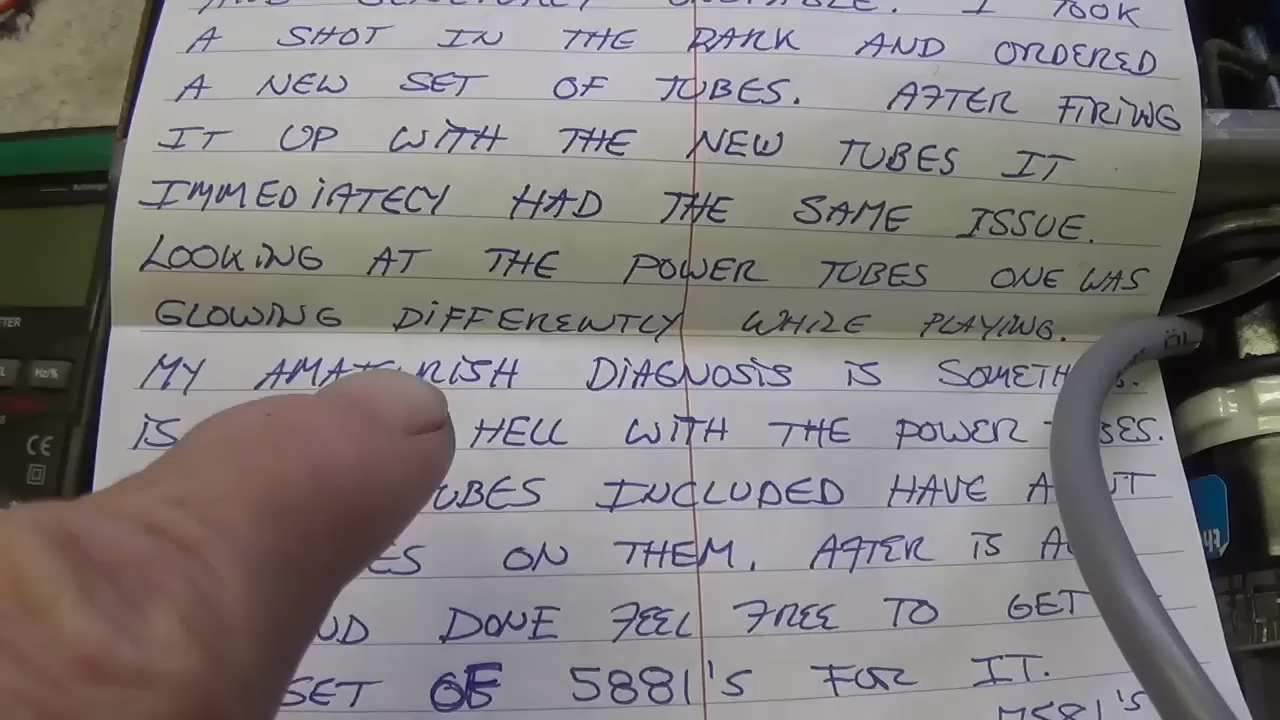 I TOOK
A SHOT IN THE DARK AND ORDERED
A NEW SET OF TUBES. AFTER FIRING
IT UP WITH THE NEW TUBES IT
IMMEDIATELY HAD THE SAME ISSUE.
LOOKING AT THE POWER TUBES ONE WAS
GLOWING DIFFERENTLY WHILE PLAYING.
MY AMATEURISH DIAGNOSIS IS
IS HELL WITH THE POWER
INCLUDED HAVE
ON THEM. AFTER IS
DONE FEEL FREE TO GET
SET OF 5881'S FOR IT.
Hz/%
CE